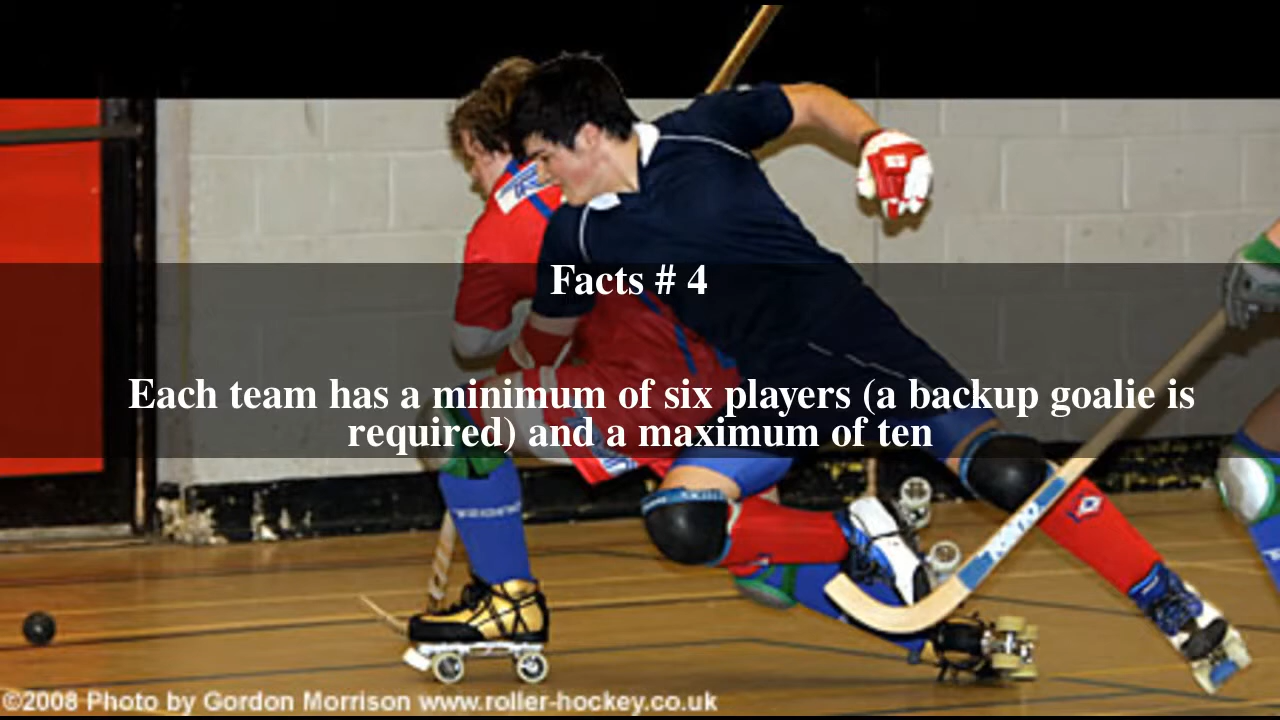 Facts # 4
Each team has a minimum of six players (a backup goalie is
required) and a maximum of ten
©2008 Photo by Gordon Morrison www.roller-hockey.co.uk